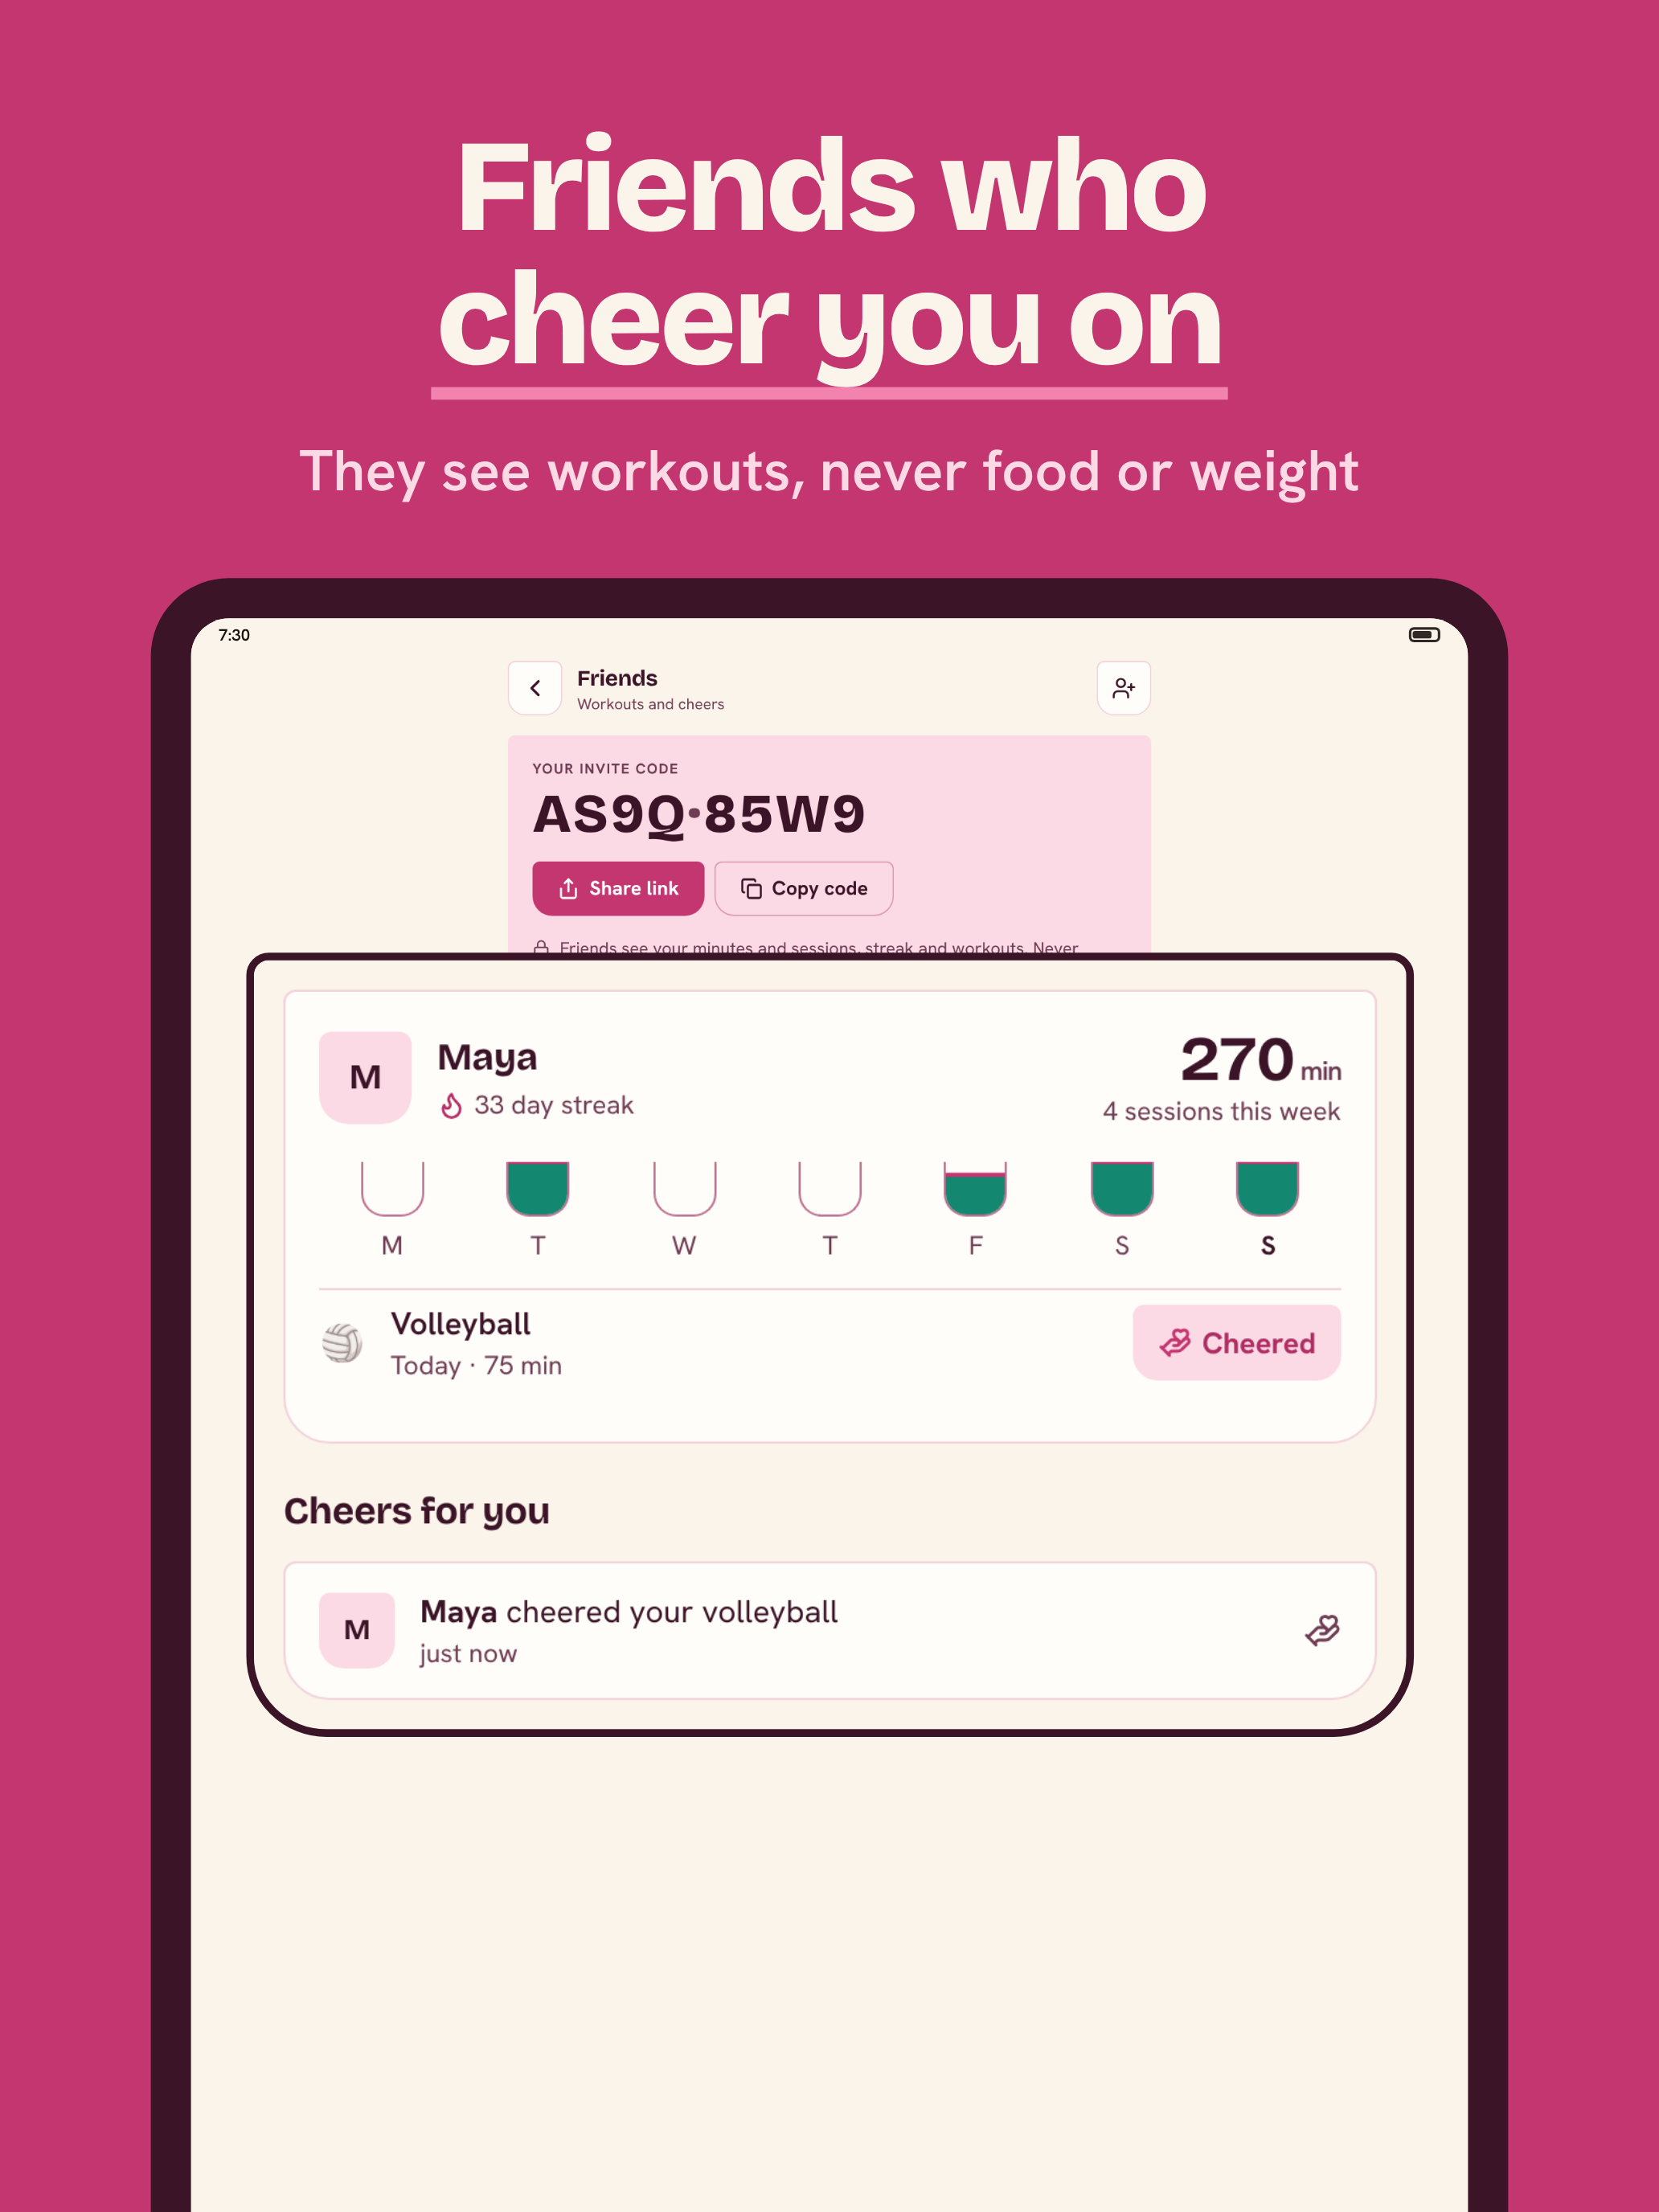 Friends who
cheer you on
They see workouts, never food or weight
7:30
Friends
Workouts and cheers
YOUR INVITE CODE
AS9Q·85W9
Share link
Copy code
Friends see your minutes and sessions, streak and workouts. Never
M
Maya
33 day streak
270 min
4 sessions this week
M T W T F S S
Volleyball
Today · 75 min
Cheered
Cheers for you
M
Maya cheered your volleyball
just now